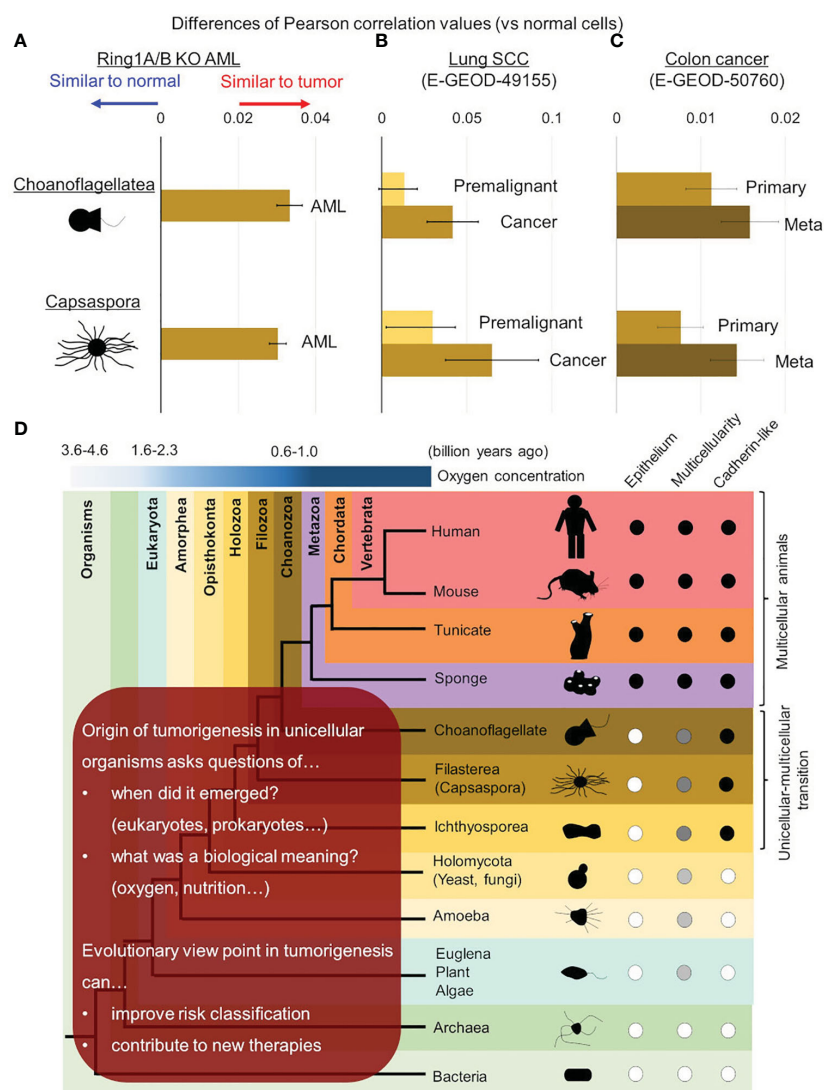 Differences of Pearson correlation values (vs normal cells)
A
Ring1A/B KO AML
Similar to normal
Similar to tumor
0
0.02
0.04
Choanoflagellatea
AML
Capsaspora
AML
B
Lung SCC
(E-GEOD-49155)
0
0.05
0.1
Premalignant
Cancer
Premalignant
Cancer
C
Colon cancer
(E-GEOD-50760)
0
0.01
0.02
Primary
Meta
Primary
Meta
D
3.6-4.6
1.6-2.3
0.6-1.0
(billion years ago)
Oxygen concentration
Epithelium
Multicellularity
Cadherin-like
Organisms
Eukaryota
Amorphea
Opisthokonta
Holozoa
Filozoa
Choanozoa
Metazoa
Chordata
Vertebrata
Human
Mouse
Tunicate
Sponge
Choanoflagellate
Filasterea
(Capsaspora)
Ichthyosporea
Holomycota
(Yeast, fungi)
Amoeba
Euglena
Plant
Algae
Archaea
Bacteria
Multicellular animals
Unicellular-multicellular
transition
Origin of tumorigenesis in unicellular
organisms asks questions of…
• when did it emerged?
(eukaryotes, prokaryotes…)
• what was a biological meaning?
(oxygen, nutrition…)
Evolutionary view point in tumorigenesis
can…
• improve risk classification
• contribute to new therapies